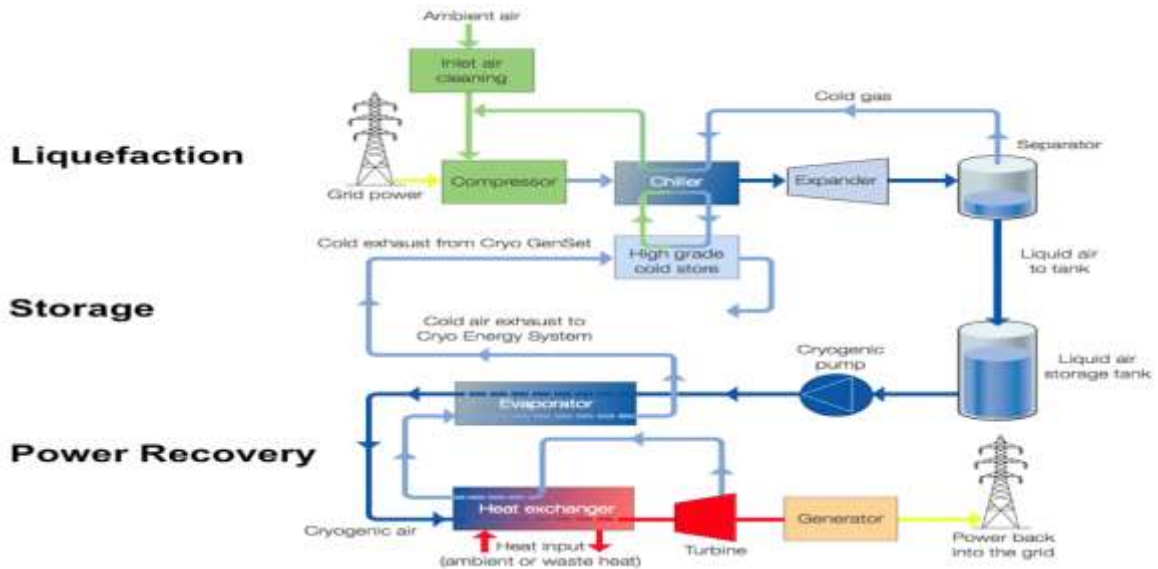 Ambient air
Inlet air
cleaning
Cold gas
Liquefaction
Separator
Compressor
Chiller
Expander
Grid power
Cold exhaust from Cryo GenSet
High grade
cold store
Liquid air
to tank
Storage
Cold air exhaust to
Cryo Energy System
Cryogenic
pump
Liquid air
storage tank
Evaporator
Power Recovery
Heat exchanger
Generator
Cryogenic air
Heat input
(ambient or waste heat)
Turbine
Power back
into the grid